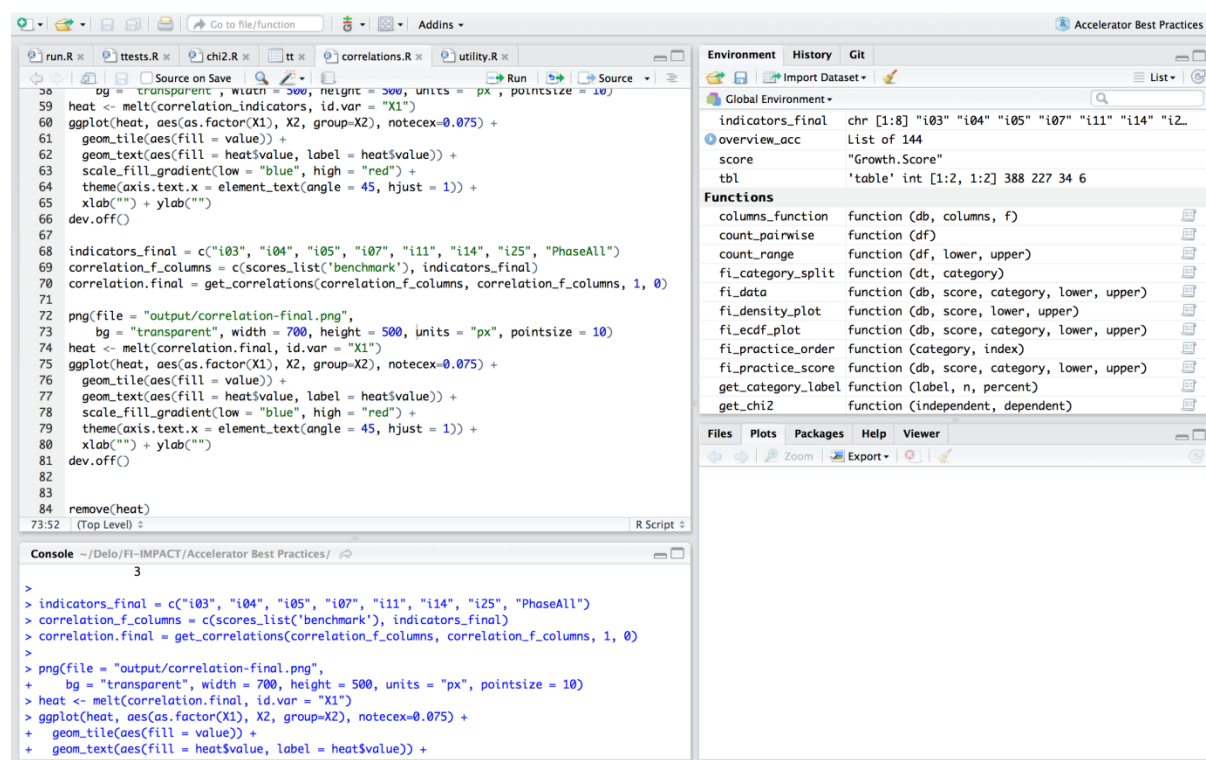 Go to file/function
Addins
Accelerator Best Practices
run.R
ttests.R
chi2.R
tt
correlations.R
utility.R
Source on Save
Run
Source
58 bg = "transparent", width = 500, height = 500, units = "px", pointsize = 10)
59 heat <- melt(correlation_indicators, id.var = "X1")
60 ggplot(heat, aes(as.factor(X1), X2, group=X2), notecex=0.075) +
61 geom_tile(aes(fill = value)) +
62 geom_text(aes(fill = heat$value, label = heat$value)) +
63 scale_fill_gradient(low = "blue", high = "red") +
64 theme(axis.text.x = element_text(angle = 45, hjust = 1)) +
65 xlab("") + ylab("")
66 dev.off()
67
68 indicators_final = c("i03", "i04", "i05", "i07", "i11", "i14", "i25", "PhaseAll")
69 correlation_f_columns = c(scores_list('benchmark'), indicators_final)
70 correlation.final = get_correlations(correlation_f_columns, correlation_f_columns, 1, 0)
71
72 png(file = "output/correlation-final.png",
73 bg = "transparent", width = 700, height = 500, units = "px", pointsize = 10)
74 heat <- melt(correlation.final, id.var = "X1")
75 ggplot(heat, aes(as.factor(X1), X2, group=X2), notecex=0.075) +
76 geom_tile(aes(fill = value)) +
77 geom_text(aes(fill = heat$value, label = heat$value)) +
78 scale_fill_gradient(low = "blue", high = "red") +
79 theme(axis.text.x = element_text(angle = 45, hjust = 1)) +
80 xlab("") + ylab("")
81 dev.off()
82
83
84 remove(heat)
73:52 (Top Level) R Script
Console ~/Delo/FI-IMPACT/Accelerator Best Practices/
3
>
> indicators_final = c("i03", "i04", "i05", "i07", "i11", "i14", "i25", "PhaseAll")
> correlation_f_columns = c(scores_list('benchmark'), indicators_final)
> correlation.final = get_correlations(correlation_f_columns, correlation_f_columns, 1, 0)
>
> png(file = "output/correlation-final.png",
+ bg = "transparent", width = 700, height = 500, units = "px", pointsize = 10)
> heat <- melt(correlation.final, id.var = "X1")
> ggplot(heat, aes(as.factor(X1), X2, group=X2), notecex=0.075) +
+ geom_tile(aes(fill = value)) +
+ geom_text(aes(fill = heat$value, label = heat$value)) +
Environment History Git
Import Dataset List
Global Environment
indicators_final chr [1:8] "i03" "i04" "i05" "i07" "i11" "i14" "i2…
overview_acc List of 144
score "Growth.Score"
tbl 'table' int [1:2, 1:2] 388 227 34 6
Functions
columns_function function (db, columns, f)
count_pairwise function (df)
count_range function (df, lower, upper)
fi_category_split function (dt, category)
fi_data function (db, score, category, lower, upper)
fi_density_plot function (db, score, lower, upper)
fi_ecdf_plot function (db, score, category, lower, upper)
fi_practice_order function (category, index)
fi_practice_score function (db, score, category, lower, upper)
get_category_label function (label, n, percent)
get_chi2 function (independent, dependent)
Files Plots Packages Help Viewer
Zoom Export